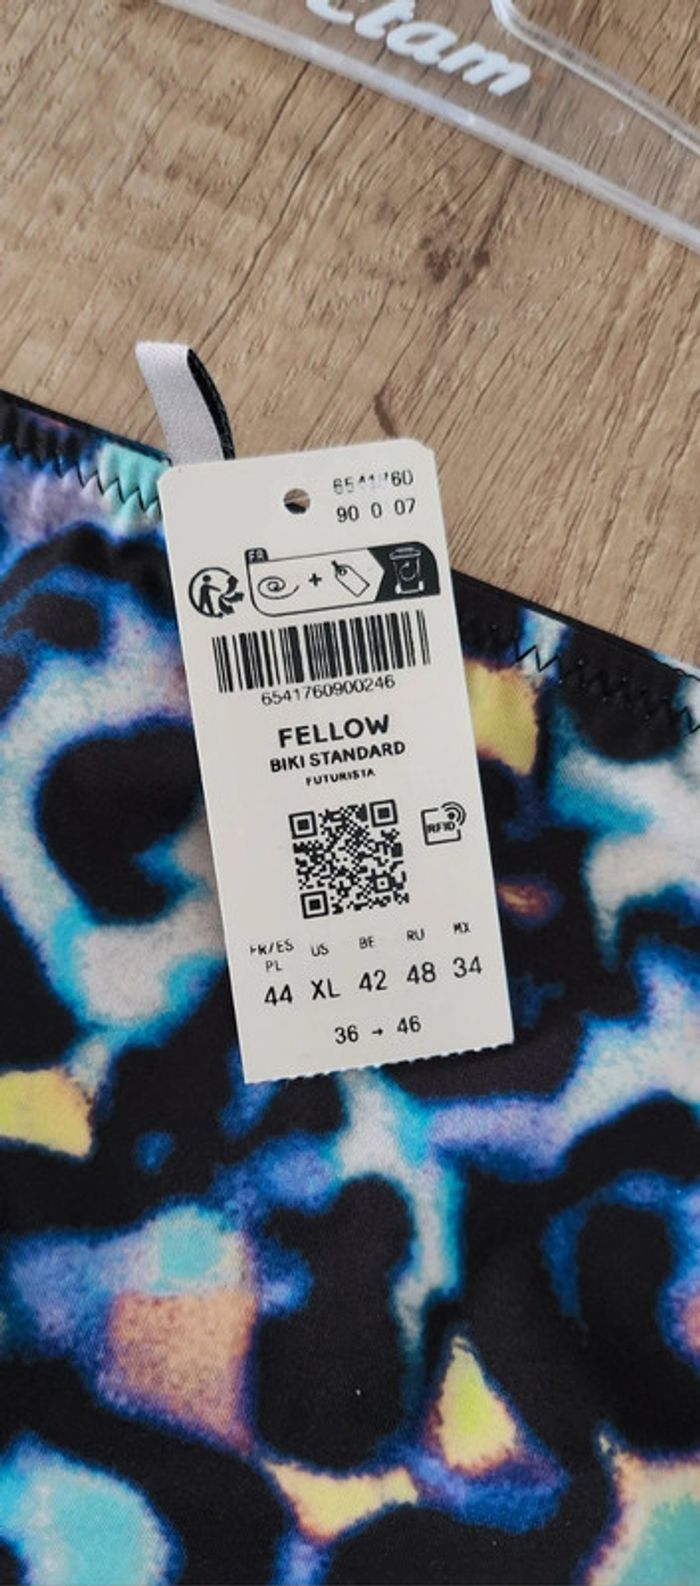 6541760
90 0 07
FR
6541760900246
FELLOW
BIKI STANDARD
FUTURISTA
RFID
FR/ES PL US BE RU MX
44 XL 42 48 34
36 → 46